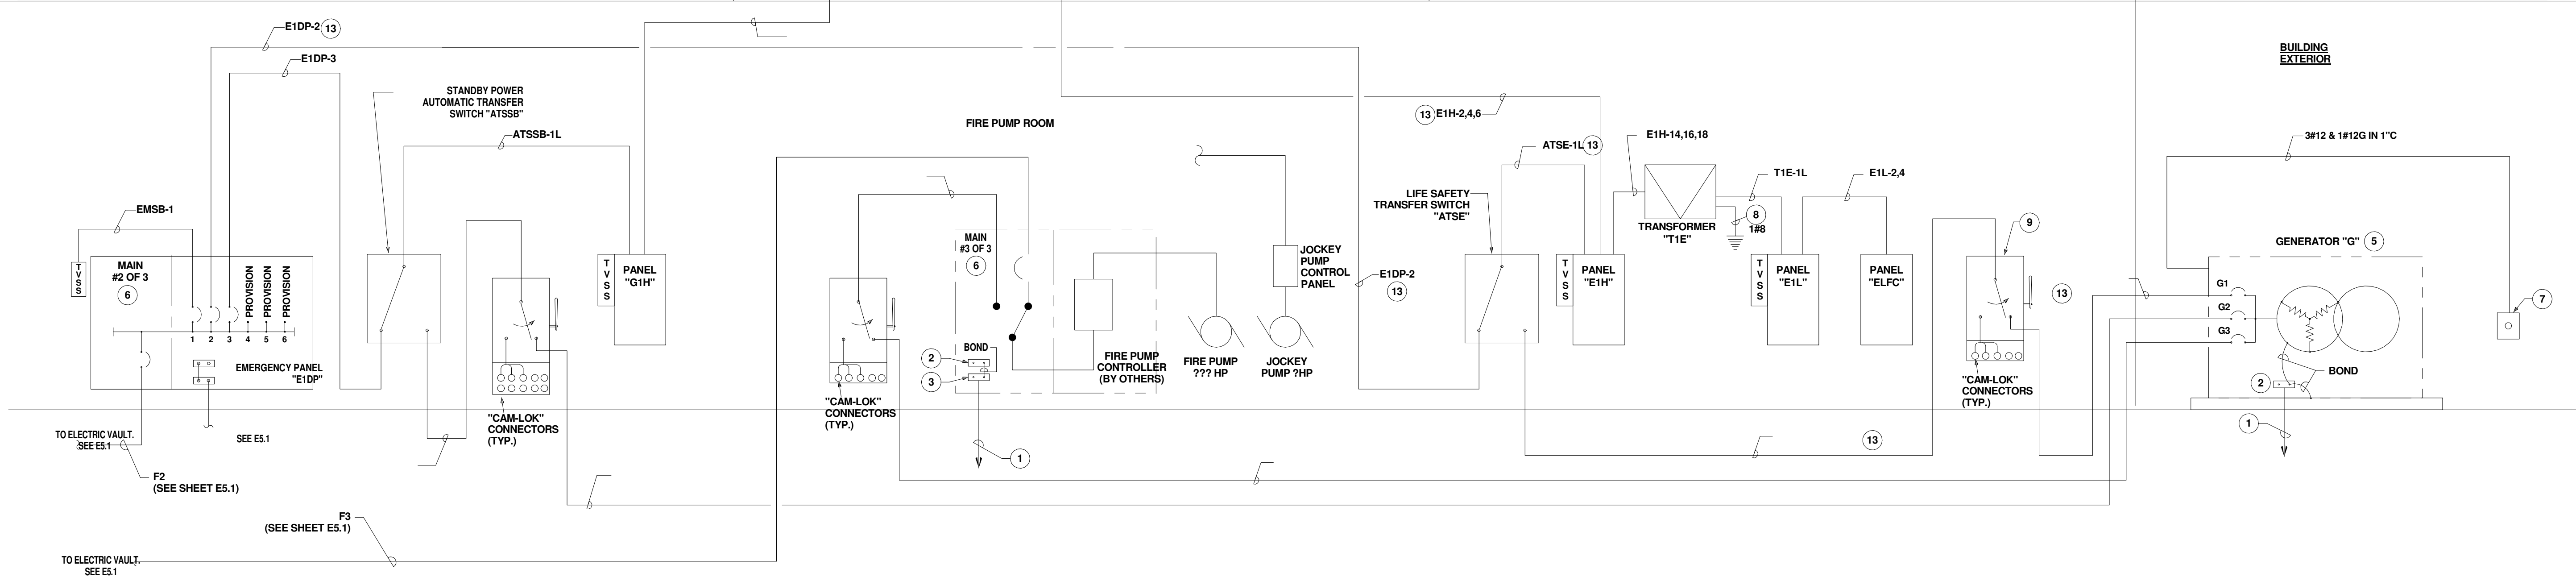 E1DP-2 13
E1DP-3
STANDBY POWER
AUTOMATIC TRANSFER
SWITCH "ATSSB"
ATSSB-1L
EMSB-1
TVSS
MAIN
#2 OF 3
6
PROVISION
PROVISION
PROVISION
1 2 3 4 5 6
EMERGENCY PANEL
"E1DP"
TO ELECTRIC VAULT.
SEE E5.1
SEE E5.1
F2
(SEE SHEET E5.1)
F3
(SEE SHEET E5.1)
TO ELECTRIC VAULT.
SEE E5.1
"CAM-LOK"
CONNECTORS
(TYP.)
TVSS
PANEL
"G1H"
FIRE PUMP ROOM
"CAM-LOK"
CONNECTORS
(TYP.)
MAIN
#3 OF 3
6
BOND
2
3
1
FIRE PUMP
CONTROLLER
(BY OTHERS)
FIRE PUMP
??? HP
JOCKEY
PUMP
CONTROL
PANEL
JOCKEY
PUMP ?HP
E1DP-2
13
13 E1H-2,4,6
ATSE-1L 13
LIFE SAFETY
TRANSFER SWITCH
"ATSE"
TVSS
PANEL
"E1H"
E1H-14,16,18
TRANSFORMER
"T1E"
8
1#8
T1E-1L
TVSS
PANEL
"E1L"
E1L-2,4
PANEL
"ELFC"
9
13
"CAM-LOK"
CONNECTORS
(TYP.)
13
BUILDING
EXTERIOR
3#12 & 1#12G IN 1"C
GENERATOR "G" 5
G1
G2
G3
BOND
2
1
7